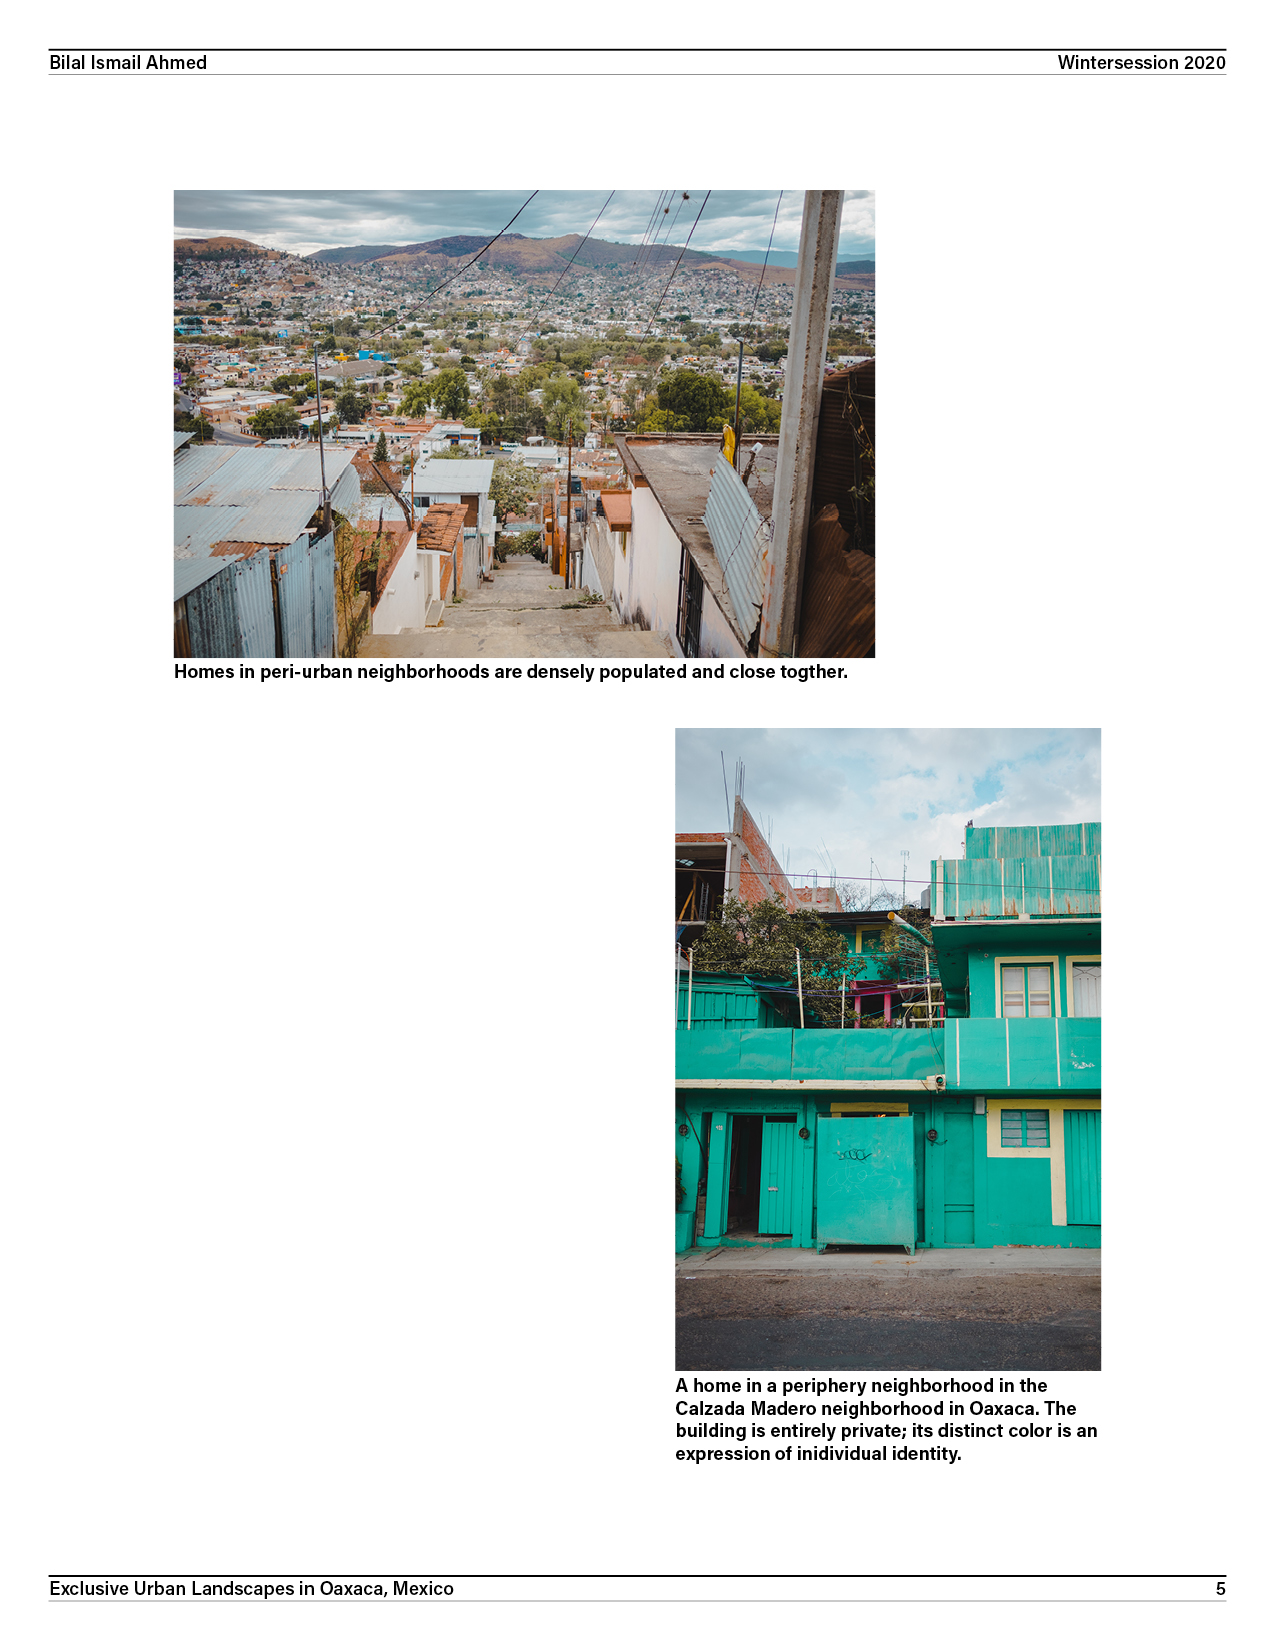 Bilal Ismail Ahmed
Wintersession 2020
Homes in peri-urban neighborhoods are densely populated and close togther.
A home in a periphery neighborhood in the
Calzada Madero neighborhood in Oaxaca. The
building is entirely private; its distinct color is an
expression of inidividual identity.
Exclusive Urban Landscapes in Oaxaca, Mexico
5